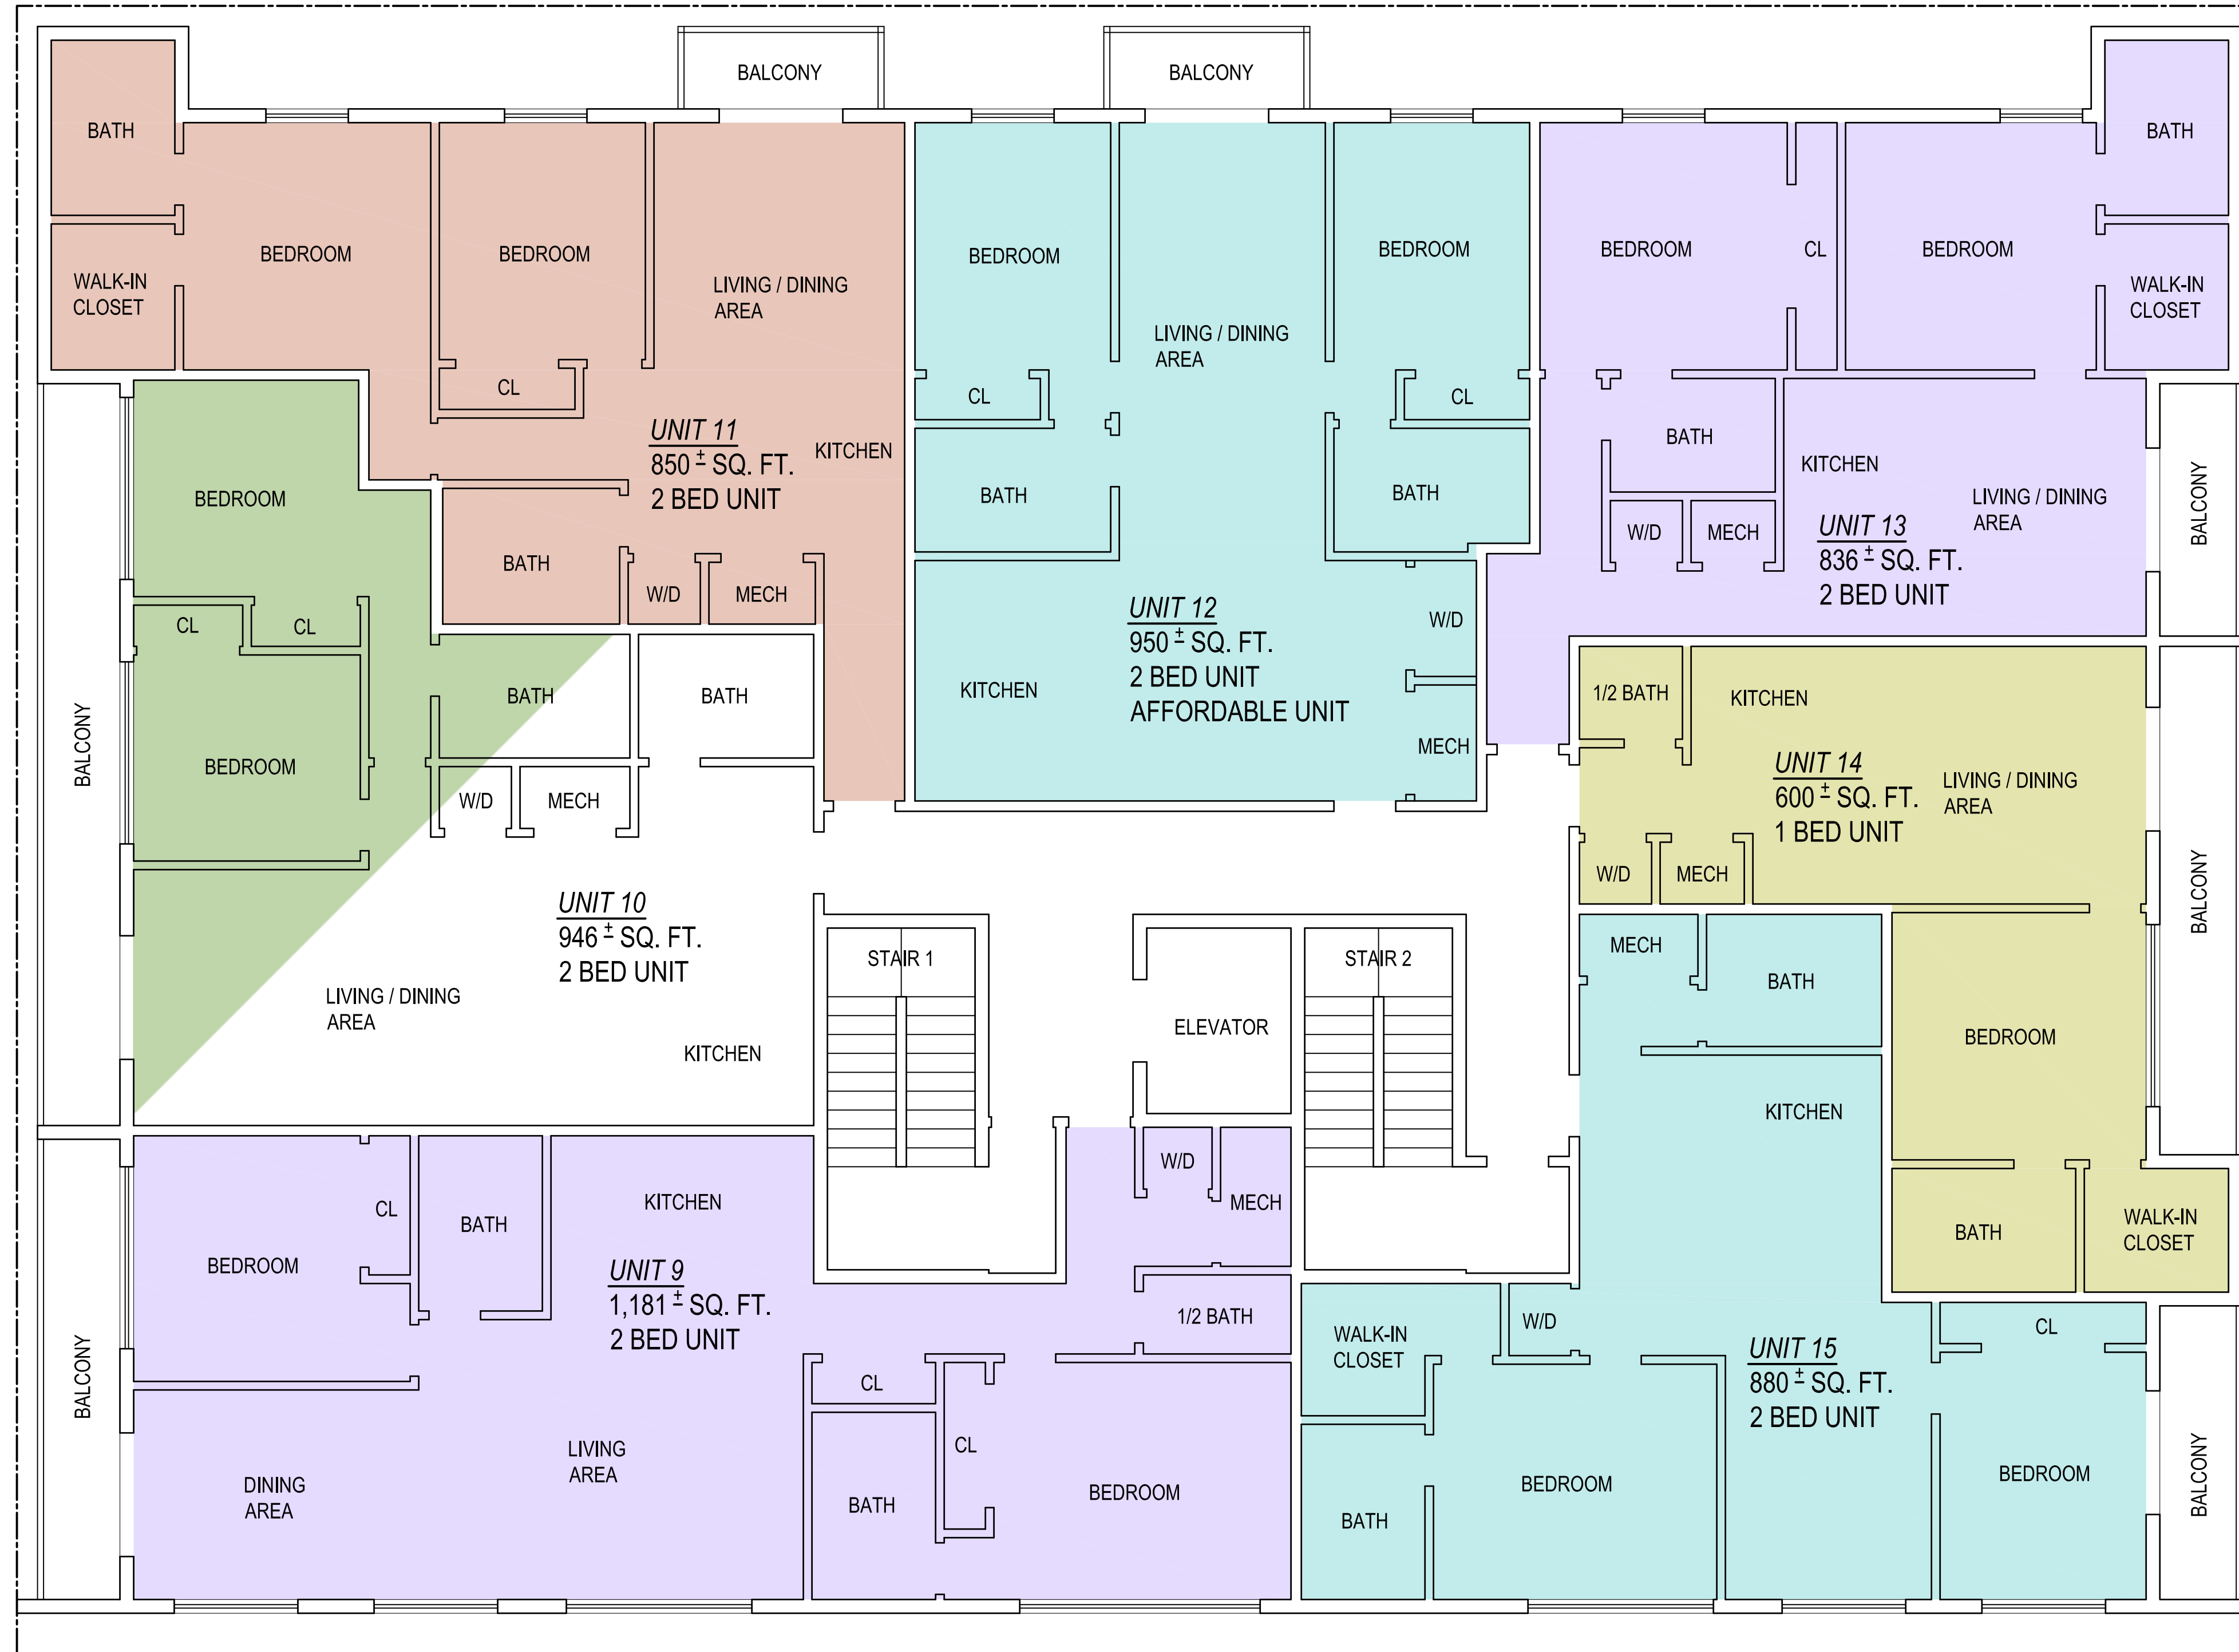 BALCONY
BALCONY
BATH
BEDROOM
BEDROOM
WALK-IN
CLOSET
LIVING / DINING
AREA
CL
UNIT 11
850 ± SQ. FT.
2 BED UNIT
KITCHEN
BATH
W/D
MECH
BEDROOM
BEDROOM
LIVING / DINING
AREA
CL
CL
BATH
BATH
UNIT 12
950 ± SQ. FT.
2 BED UNIT
AFFORDABLE UNIT
KITCHEN
W/D
MECH
BATH
BEDROOM
CL
BEDROOM
WALK-IN
CLOSET
BATH
KITCHEN
LIVING / DINING
AREA
W/D
MECH
UNIT 13
836 ± SQ. FT.
2 BED UNIT
BALCONY
BEDROOM
CL
CL
BALCONY
BEDROOM
BATH
BATH
W/D
MECH
UNIT 10
946 ± SQ. FT.
2 BED UNIT
LIVING / DINING
AREA
KITCHEN
1/2 BATH
KITCHEN
UNIT 14
600 ± SQ. FT.
1 BED UNIT
LIVING / DINING
AREA
W/D
MECH
BALCONY
BEDROOM
BATH
WALK-IN
CLOSET
STAIR 1
ELEVATOR
STAIR 2
MECH
BATH
KITCHEN
W/D
WALK-IN
CLOSET
UNIT 15
880 ± SQ. FT.
2 BED UNIT
CL
BATH
BEDROOM
BEDROOM
BALCONY
BEDROOM
CL
BATH
KITCHEN
W/D
MECH
UNIT 9
1,181 ± SQ. FT.
2 BED UNIT
1/2 BATH
BALCONY
CL
CL
LIVING
AREA
DINING
AREA
BATH
BEDROOM